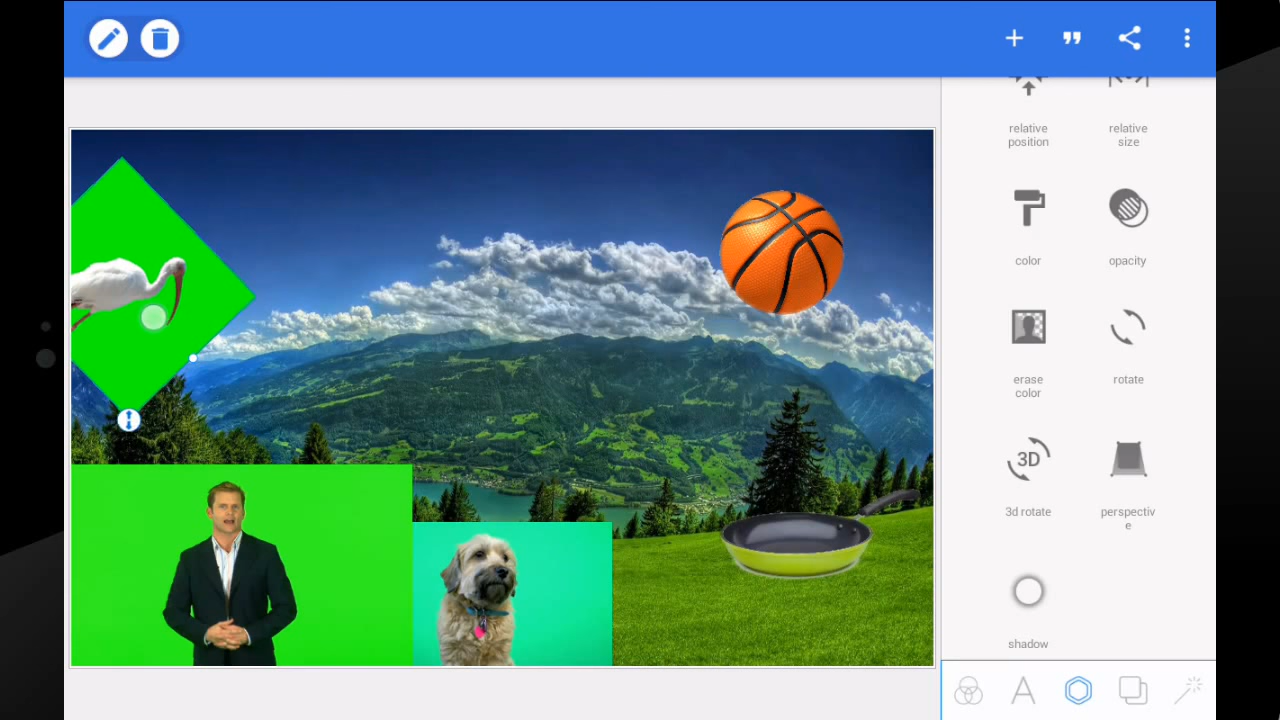 relative
position
relative
size
color
opacity
erase
color
rotate
3D
3d rotate
perspectiv
e
shadow